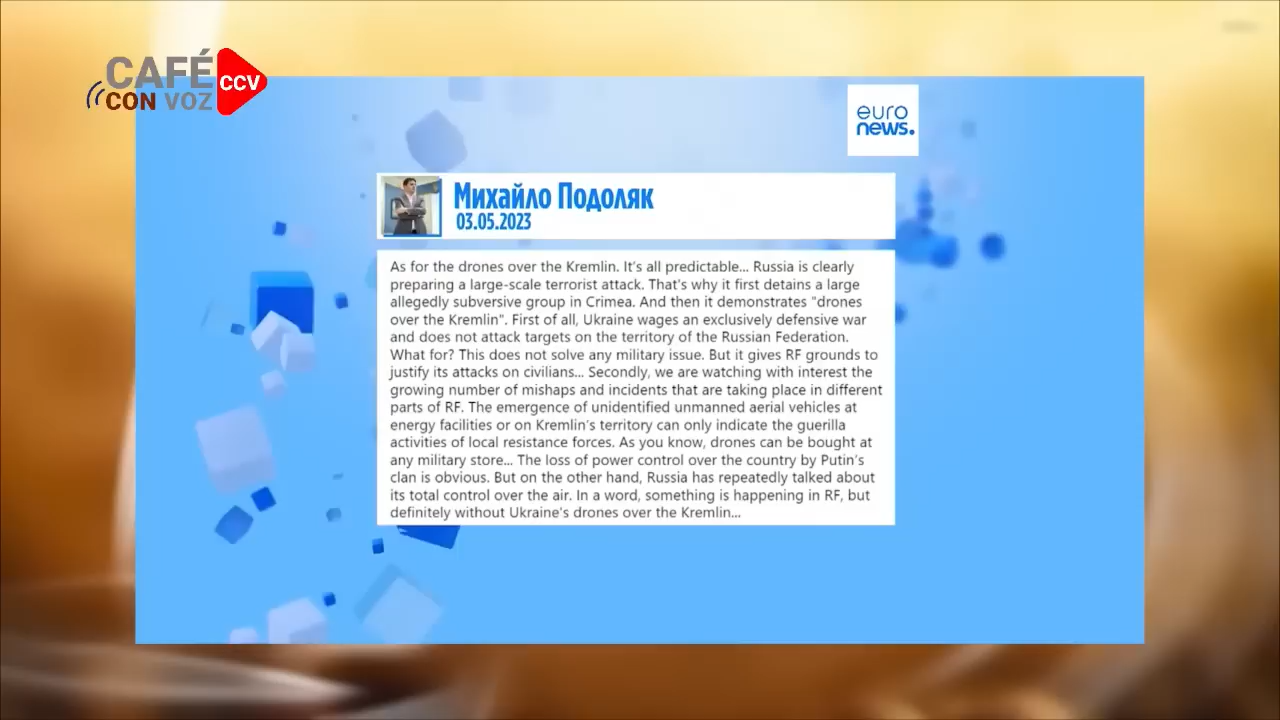 CAFÉ
CON VOZ
CCV
euro
news.
Михайло Подоляк
03.05.2023
As for the drones over the Kremlin. It's all predictable... Russia is clearly
preparing a large-scale terrorist attack. That's why it first detains a large
allegedly subversive group in Crimea. And then it demonstrates "drones
over the Kremlin". First of all, Ukraine wages an exclusively defensive war
and does not attack targets on the territory of the Russian Federation.
What for? This does not solve any military issue. But it gives RF grounds to
justify its attacks on civilians... Secondly, we are watching with interest the
growing number of mishaps and incidents that are taking place in different
parts of RF. The emergence of unidentified unmanned aerial vehicles at
energy facilities or on Kremlin's territory can only indicate the guerilla
activities of local resistance forces. As you know, drones can be bought at
any military store... The loss of power control over the country by Putin's
clan is obvious. But on the other hand, Russia has repeatedly talked about
its total control over the air. In a word, something is happening in RF, but
definitely without Ukraine's drones over the Kremlin...